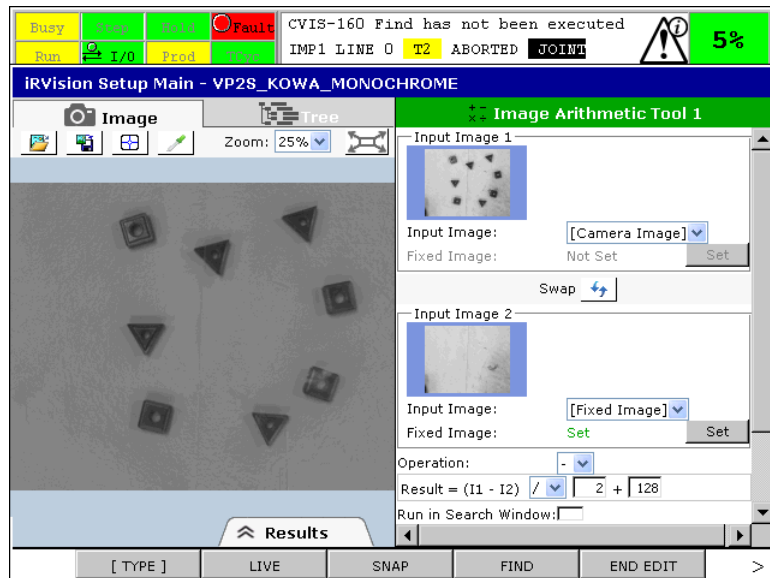 Busy Step Hold Fault CVIS-160 Find has not been executed
Run I/O Prod TCyc IMP1 LINE 0 T2 ABORTED JOINT 5%
iRVision Setup Main - VP2S_KOWA_MONOCHROME
Image Tree Image Arithmetic Tool 1
Zoom: 25%
Input Image 1
Input Image: [Camera Image]
Fixed Image: Not Set Set
Swap
Input Image 2
Input Image: [Fixed Image]
Fixed Image: Set Set
Operation: -
Result = (I1 - I2) / 2 + 128
Run in Search Window:
Results
[ TYPE ] LIVE SNAP FIND END EDIT >